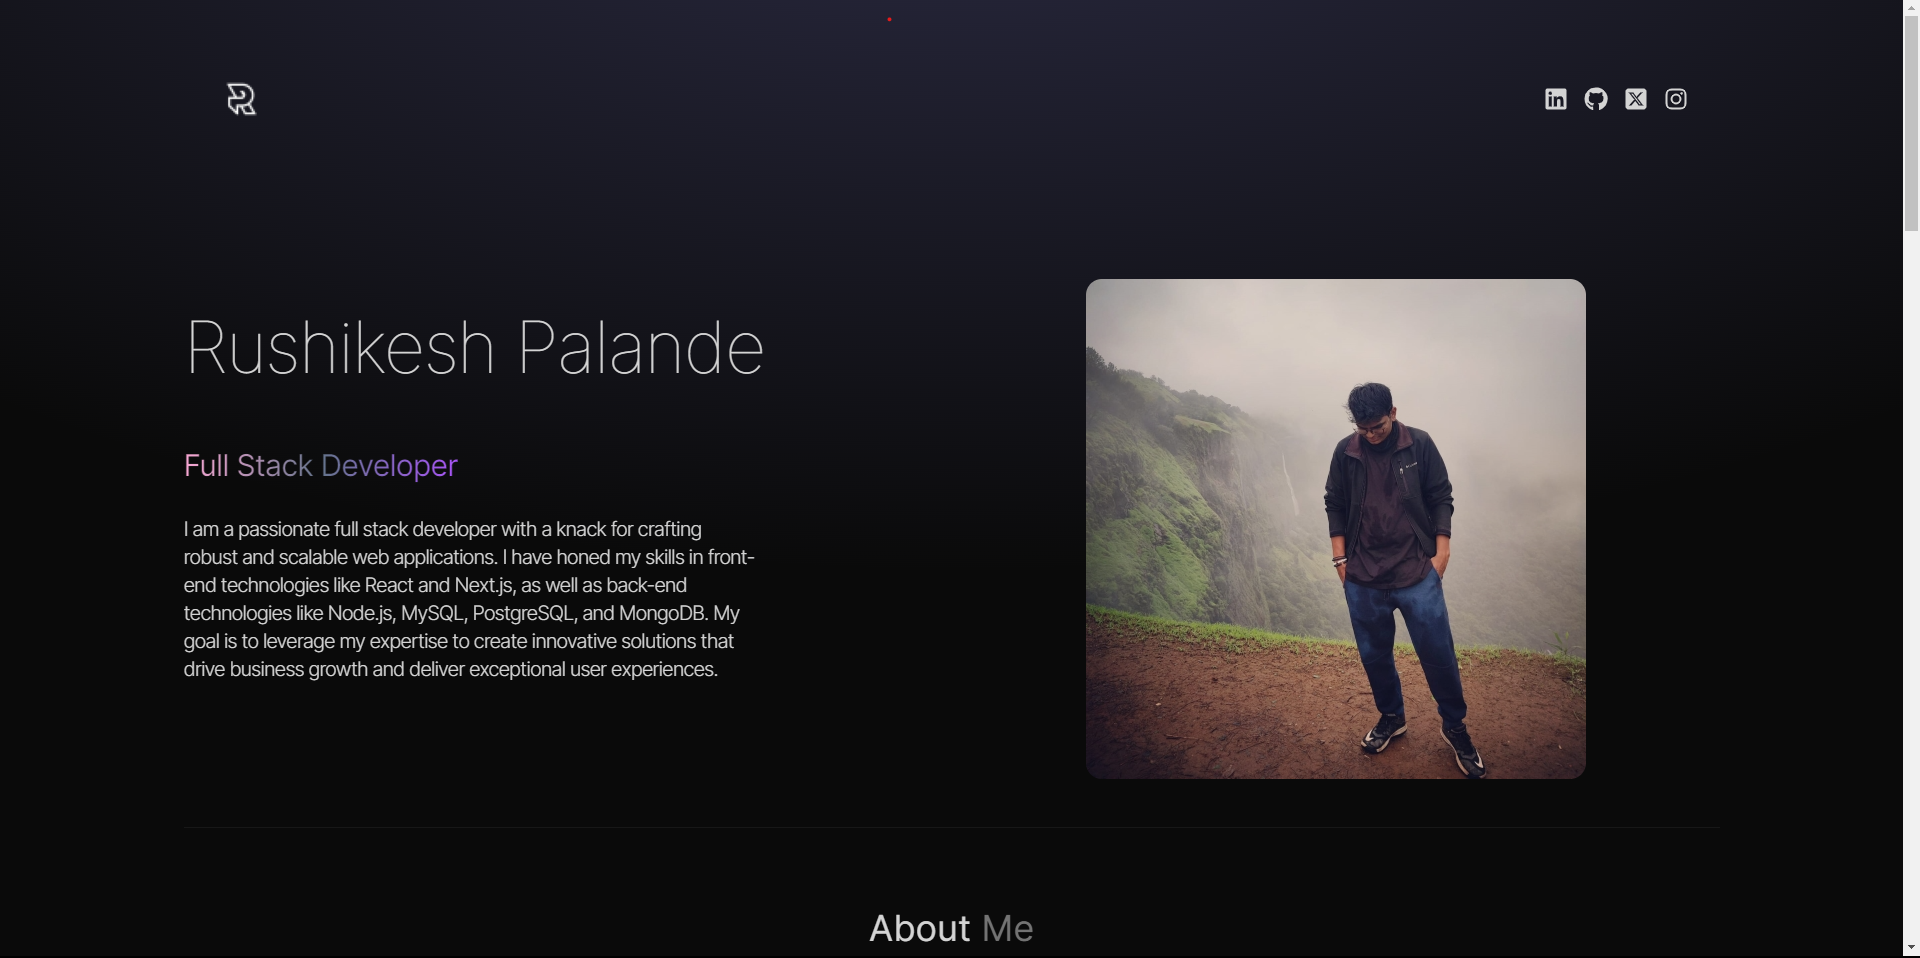 Rushikesh Palande
Full Stack Developer
I am a passionate full stack developer with a knack for crafting
robust and scalable web applications. I have honed my skills in front-
end technologies like React and Next.js, as well as back-end
technologies like Node.js, MySQL, PostgreSQL, and MongoDB. My
goal is to leverage my expertise to create innovative solutions that
drive business growth and deliver exceptional user experiences.
About Me